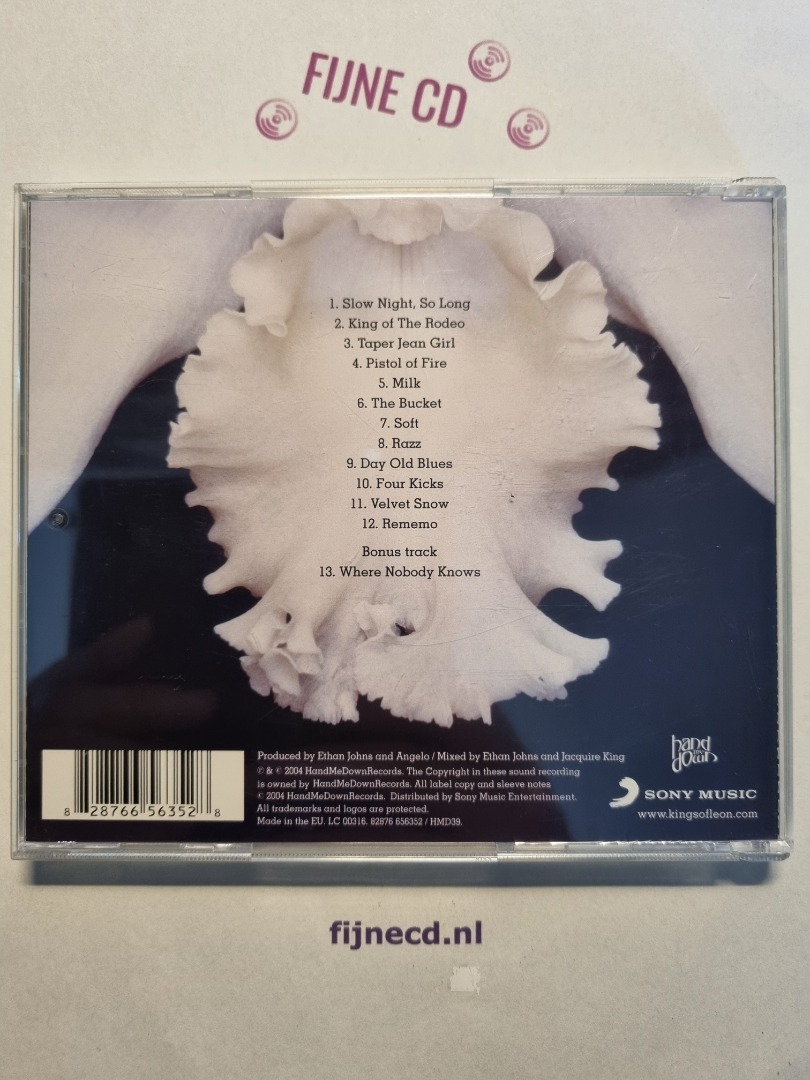 FIJNE CD
1. Slow Night, So Long
2. King of The Rodeo
3. Taper Jean Girl
4. Pistol of Fire
5. Milk
6. The Bucket
7. Soft
8. Razz
9. Day Old Blues
10. Four Kicks
11. Velvet Snow
12. Rememo
Bonus track
13. Where Nobody Knows
Produced by Ethan Johns and Angelo / Mixed by Ethan Johns and Jacquire King
℗ & © 2004 HandMeDownRecords. The Copyright in these sound recording
is owned by HandMeDownRecords. All label copy and sleeve notes
© 2004 HandMeDownRecords. Distributed by Sony Music Entertainment.
All trademarks and logos are protected.
Made in the EU. LC 00316. 82876 656352 / HMD39.
8 28766 56352 8
hand
me
down
SONY MUSIC
www.kingsofleon.com
fijnecd.nl